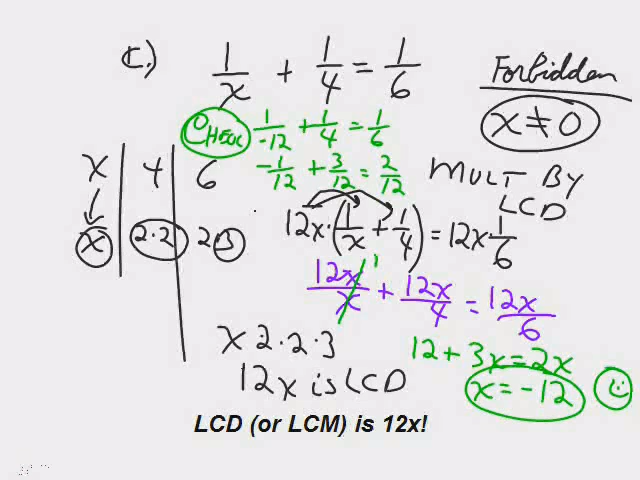 C.) 1/x + 1/4 = 1/6
Forbidden
x ≠ 0
CHECK 1/-12 + 1/4 = 1/6
-1/12 + 3/12 = 2/12
x | 4 | 6
x | 2·2 | 2·3
MULT BY
LCD
12x·(1/x + 1/4) = 12x·1/6
12x/x + 12x/4 = 12x/6
1
x 2·2·3
12x is LCD
12 + 3x = 2x
x = -12
LCD (or LCM) is 12x!